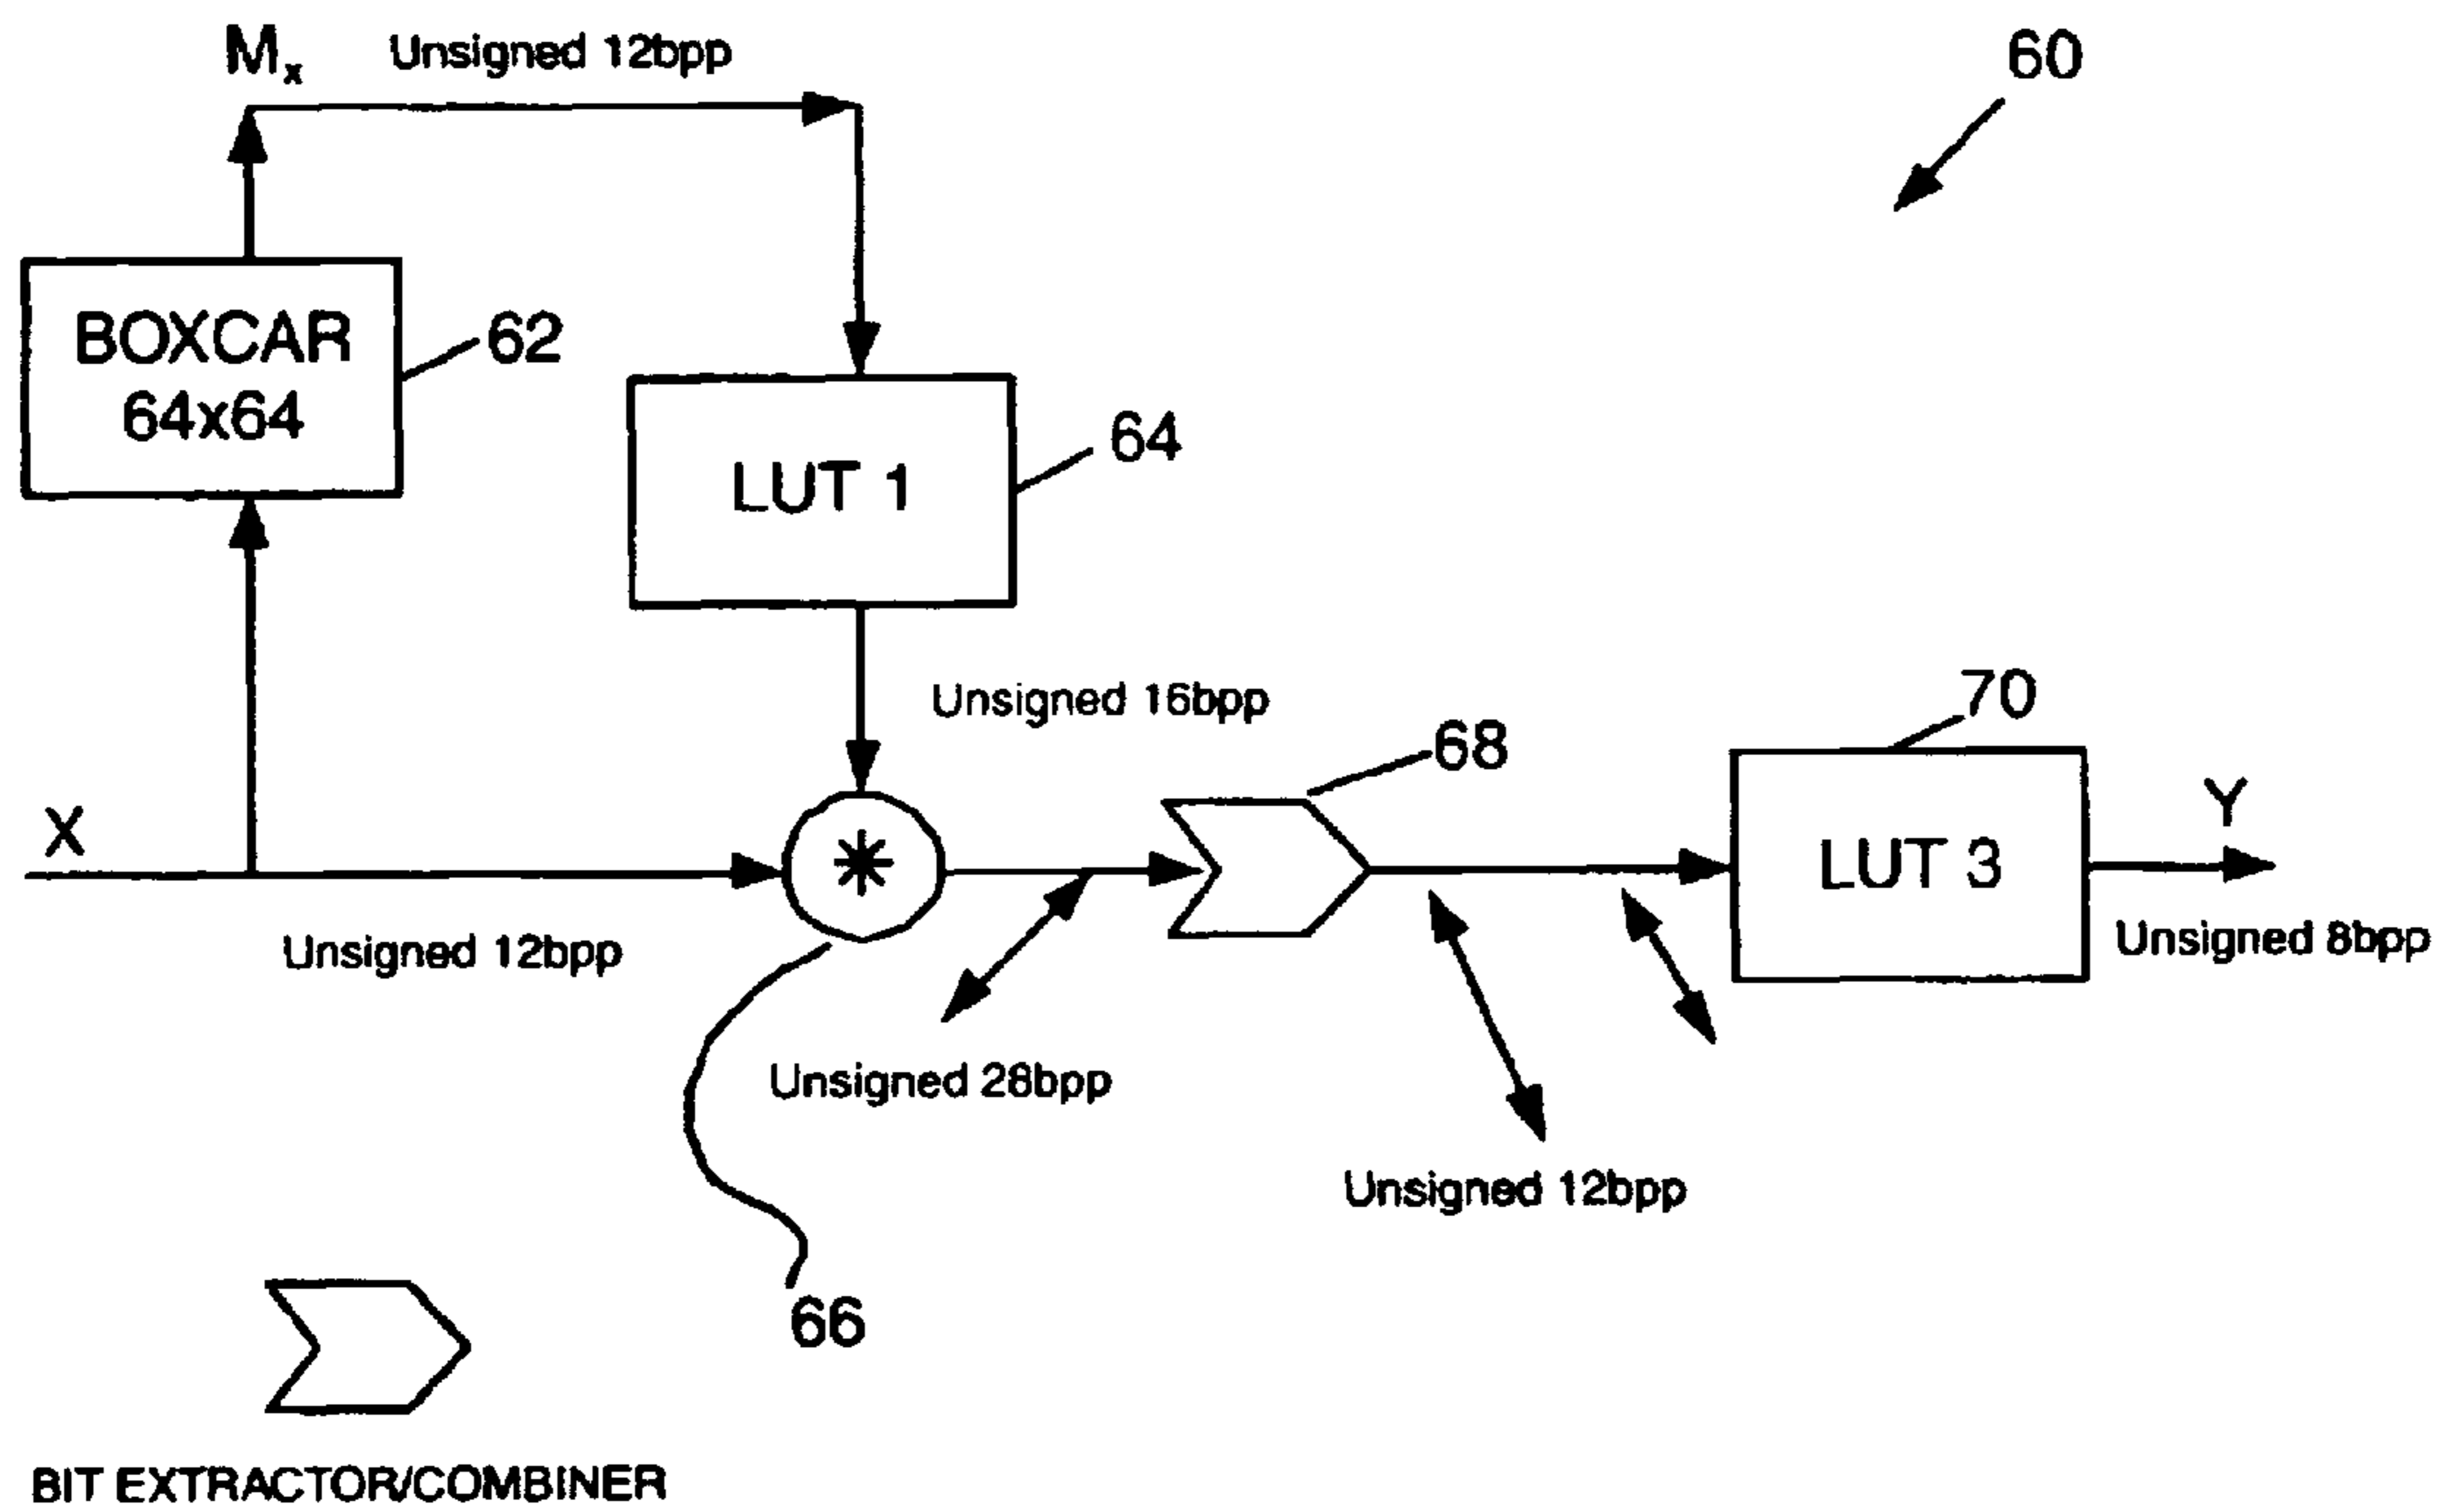 Mx
Unsigned 12bpp
60
BOXCAR
64x64
62
LUT 1
64
Unsigned 16bpp
X
Unsigned 12bpp
*
68
70
LUT 3
Y
Unsigned 8bpp
Unsigned 28bpp
Unsigned 12bpp
66
BIT EXTRACTOR/COMBINER